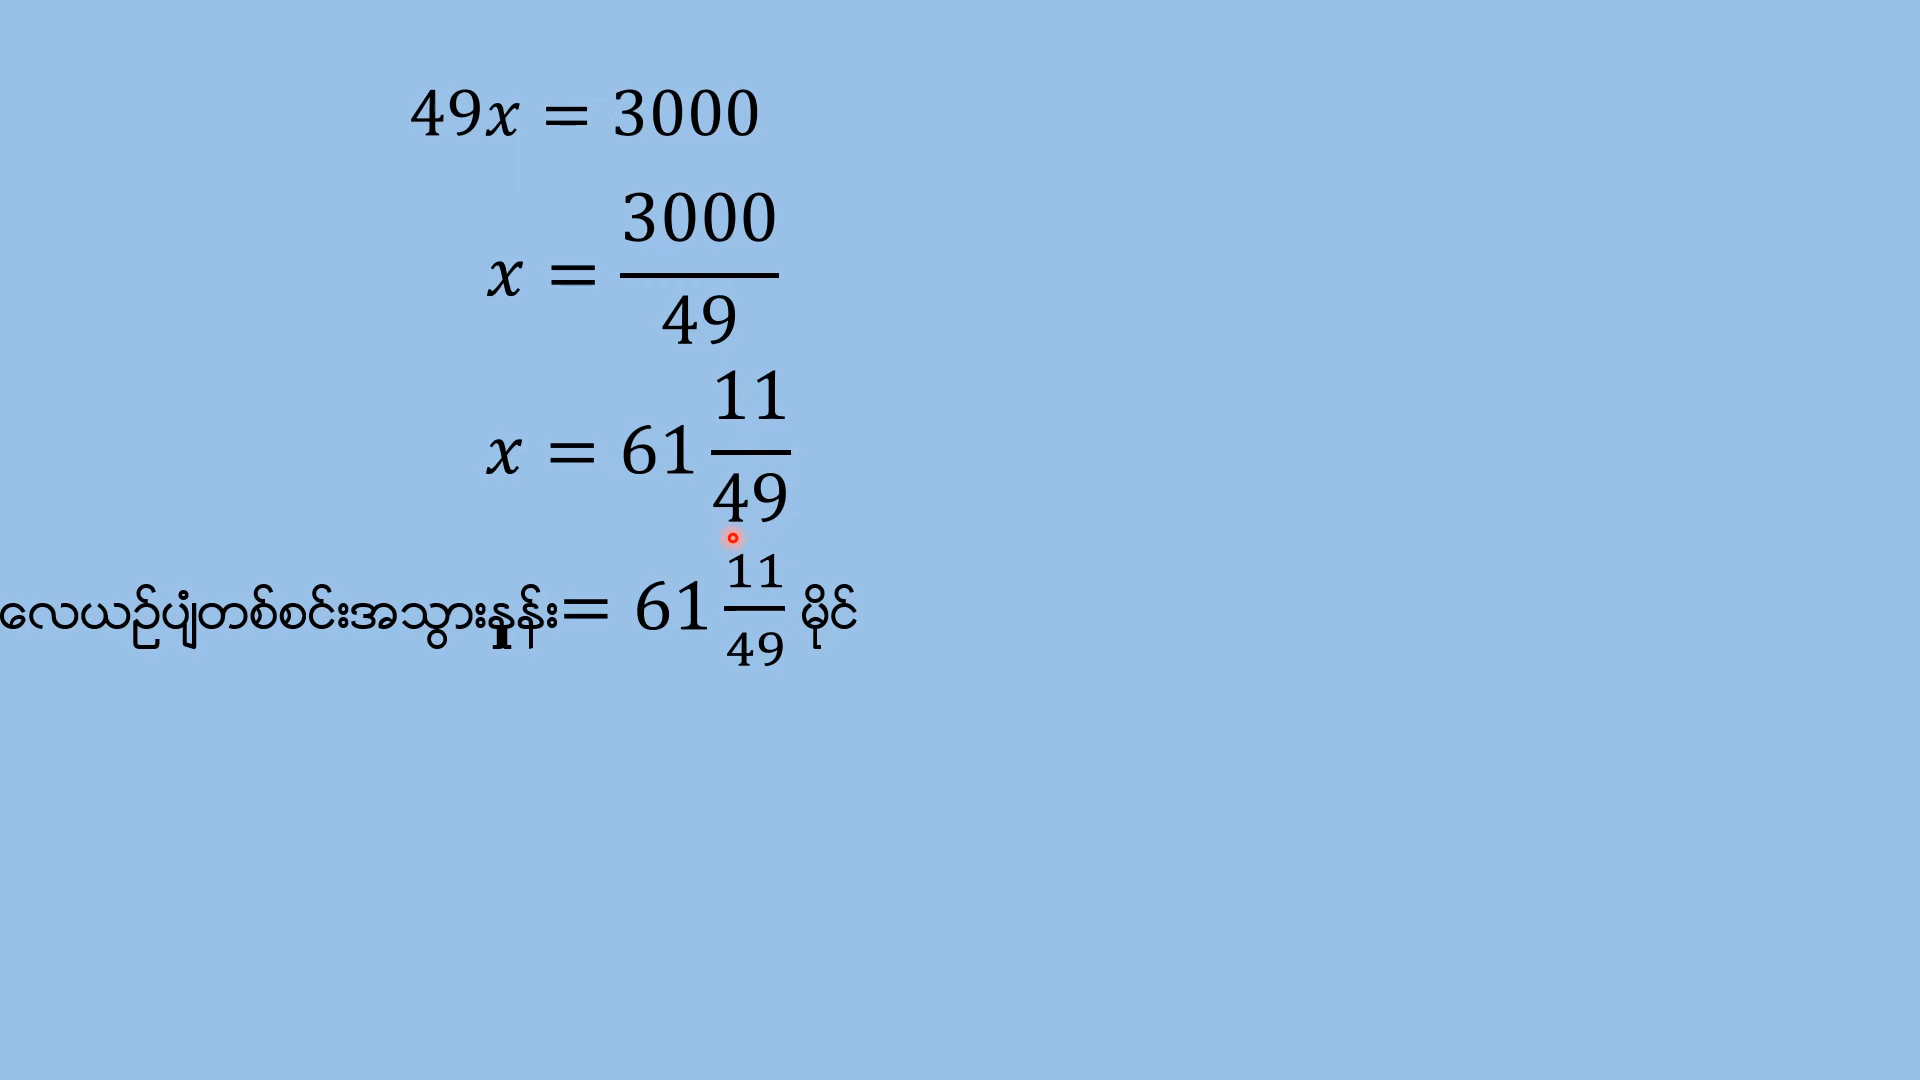 49x = 3000
x = 3000/49
x = 61 11/49
လေယဉ်ပျံတစ်စင်းအသွားနှုန်း= 61 11/49 မိုင်